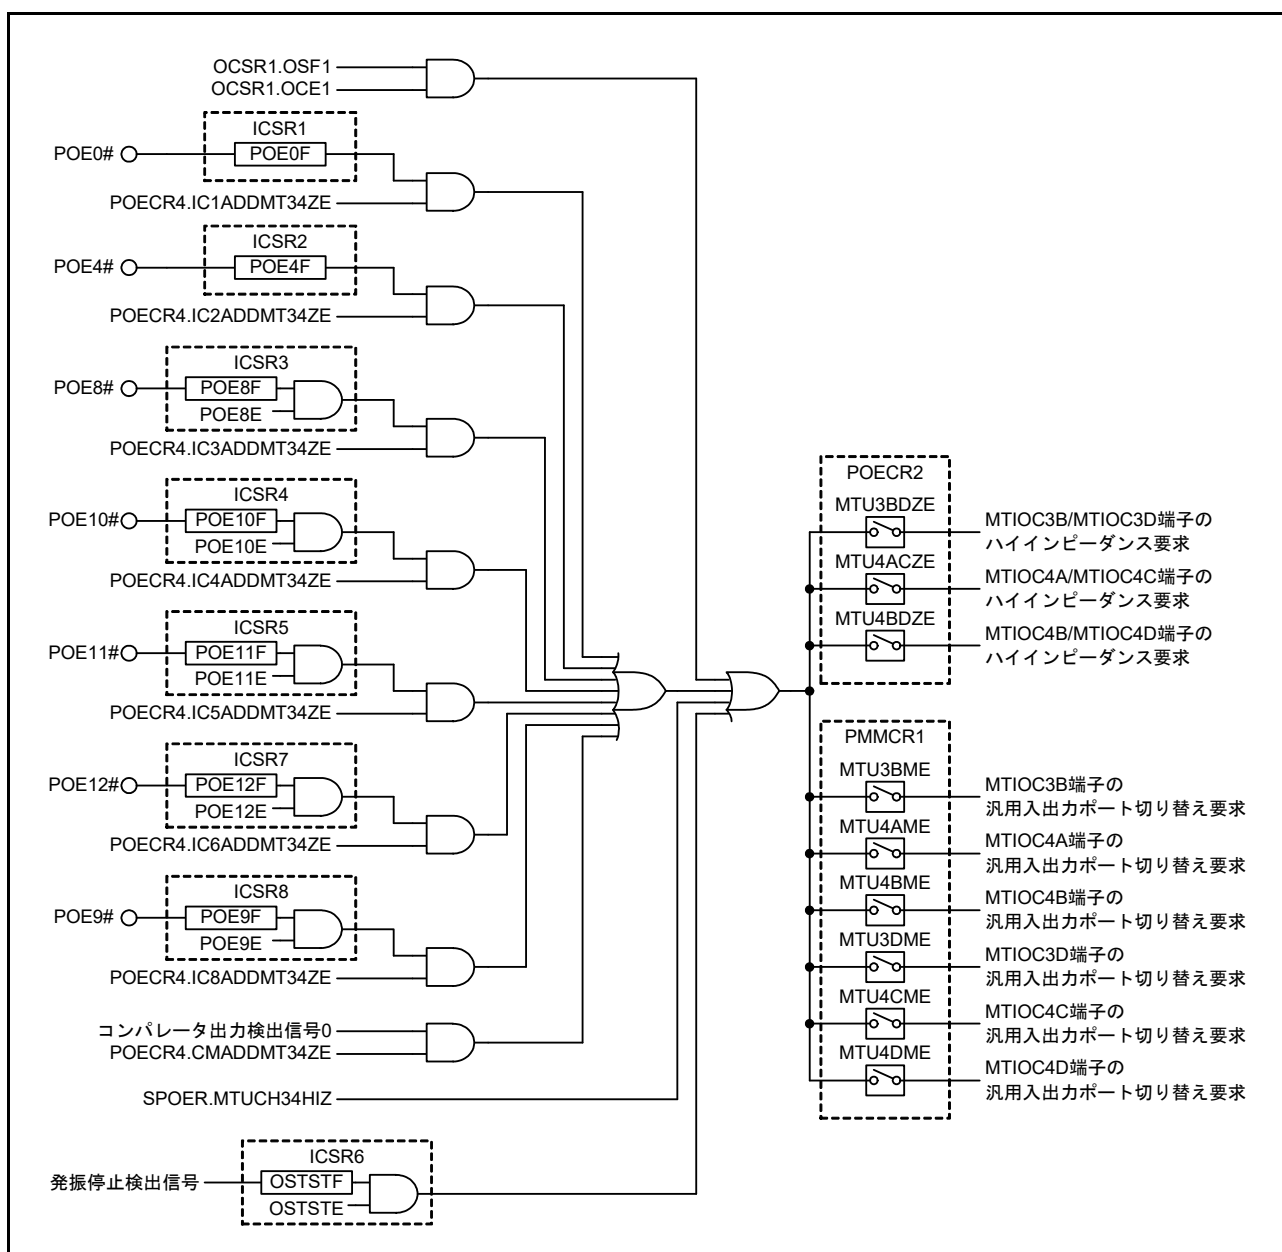 OCSR1.OSF1
OCSR1.OCE1
ICSR1
POE0#
POE0F
POECR4.IC1ADDMT34ZE
ICSR2
POE4#
POE4F
POECR4.IC2ADDMT34ZE
ICSR3
POE8#
POE8F
POE8E
POECR4.IC3ADDMT34ZE
ICSR4
POE10#
POE10F
POE10E
POECR4.IC4ADDMT34ZE
ICSR5
POE11#
POE11F
POE11E
POECR4.IC5ADDMT34ZE
ICSR7
POE12#
POE12F
POE12E
POECR4.IC6ADDMT34ZE
ICSR8
POE9#
POE9F
POE9E
POECR4.IC8ADDMT34ZE
コンパレータ出力検出信号0
POECR4.CMADDMT34ZE
SPOER.MTUCH34HIZ
ICSR6
発振停止検出信号
OSTSTF
OSTSTE
POECR2
MTU3BDZE
MTIOC3B/MTIOC3D端子の
ハイインピーダンス要求
MTU4ACZE
MTIOC4A/MTIOC4C端子の
ハイインピーダンス要求
MTU4BDZE
MTIOC4B/MTIOC4D端子の
ハイインピーダンス要求
PMMCR1
MTU3BME
MTIOC3B端子の
汎用入出力ポート切り替え要求
MTU4AME
MTIOC4A端子の
汎用入出力ポート切り替え要求
MTU4BME
MTIOC4B端子の
汎用入出力ポート切り替え要求
MTU3DME
MTIOC3D端子の
汎用入出力ポート切り替え要求
MTU4CME
MTIOC4C端子の
汎用入出力ポート切り替え要求
MTU4DME
MTIOC4D端子の
汎用入出力ポート切り替え要求